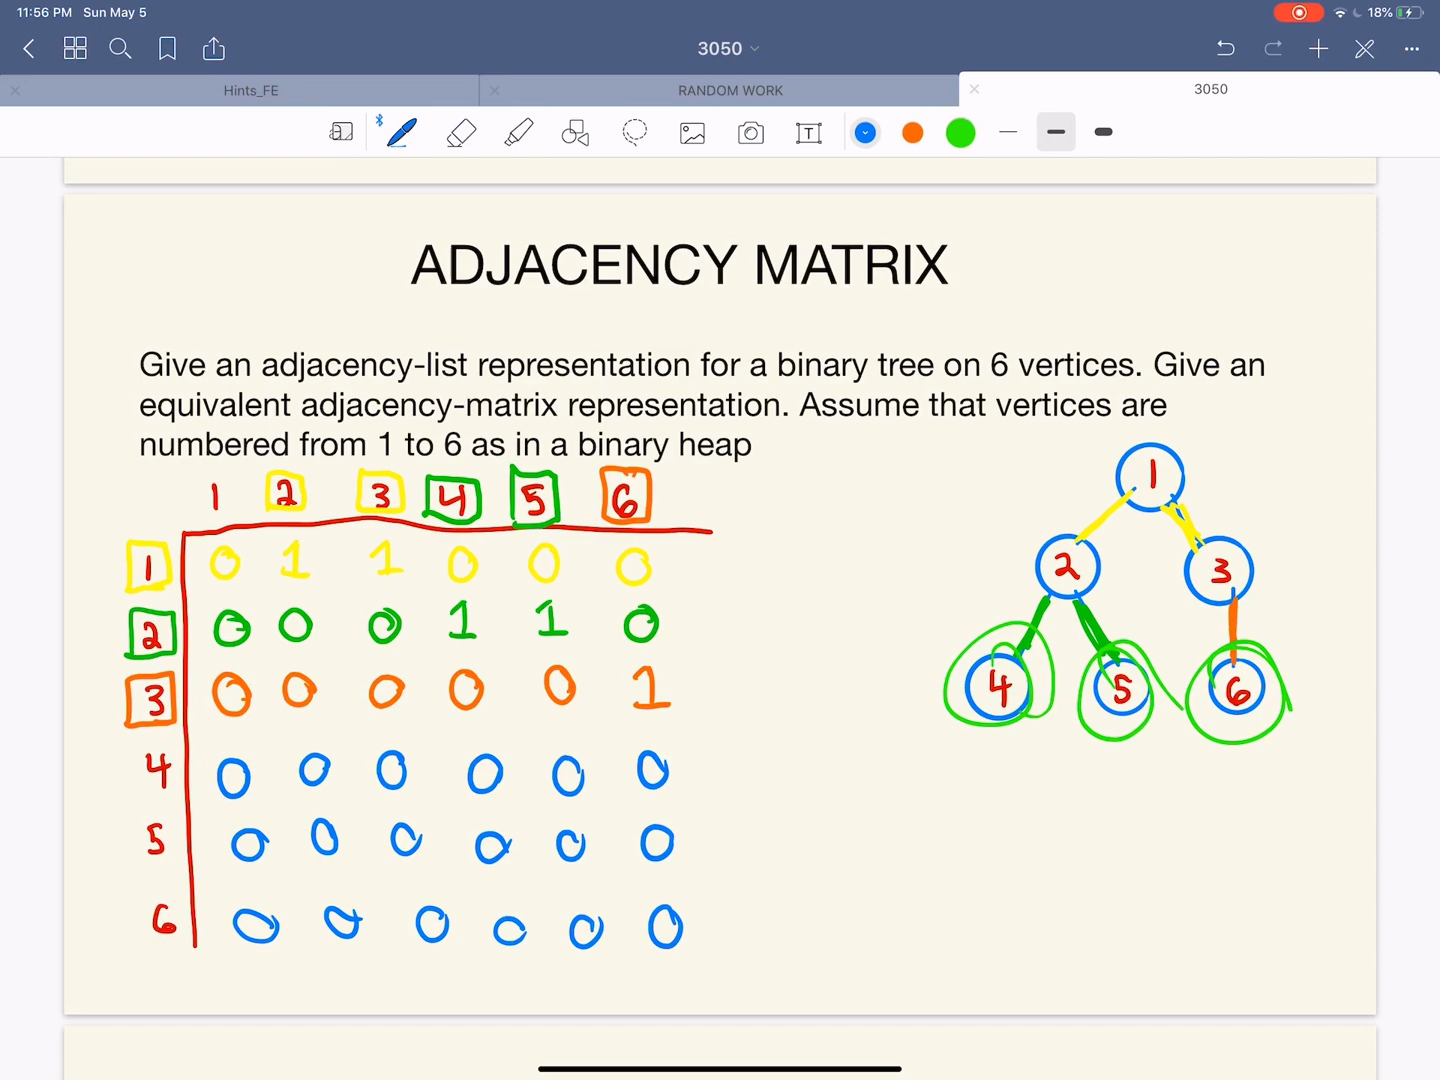 11:56 PM Sun May 5 18%
3050
Hints_FE RANDOM WORK 3050
T
ADJACENCY MATRIX
Give an adjacency-list representation for a binary tree on 6 vertices. Give an
equivalent adjacency-matrix representation. Assume that vertices are
numbered from 1 to 6 as in a binary heap
1 2 3 4 5 6
1 0 1 1 0 0 0
2 0 0 0 1 1 0
3 0 0 0 0 0 1
4 0 0 0 0 0 0
5 0 0 0 0 0 0
6 0 0 0 0 0 0
1
2 3
4 5 6